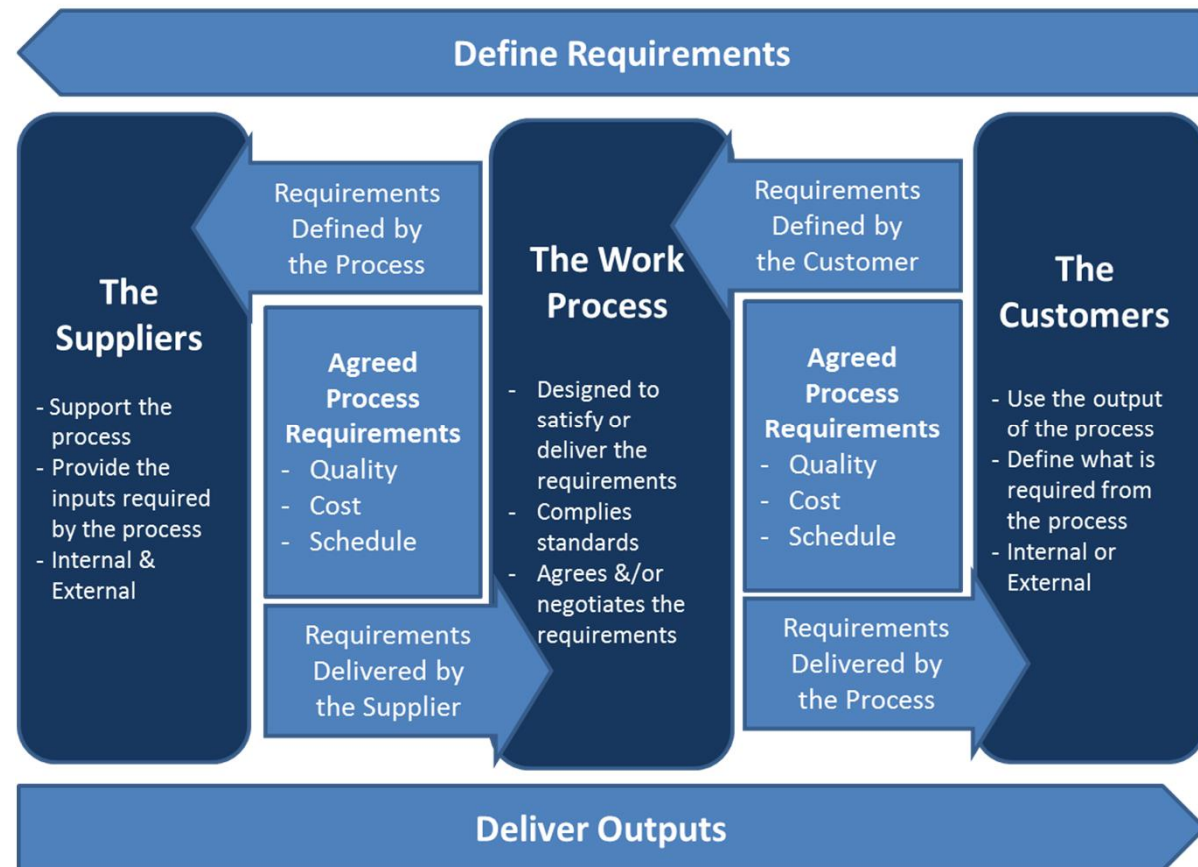 Define Requirements
The
Suppliers
- Support the
process
- Provide the
inputs required
by the process
- Internal &
External
Requirements
Defined by
the Process
Agreed
Process
Requirements
- Quality
- Cost
- Schedule
Requirements
Delivered by
the Supplier
The Work
Process
- Designed to
satisfy or
deliver the
requirements
- Complies
standards
- Agrees &/or
negotiates the
requirements
Requirements
Defined by
the Customer
Agreed
Process
Requirements
- Quality
- Cost
- Schedule
Requirements
Delivered by
the Process
The
Customers
- Use the output
of the process
- Define what is
required from
the process
- Internal or
External
Deliver Outputs